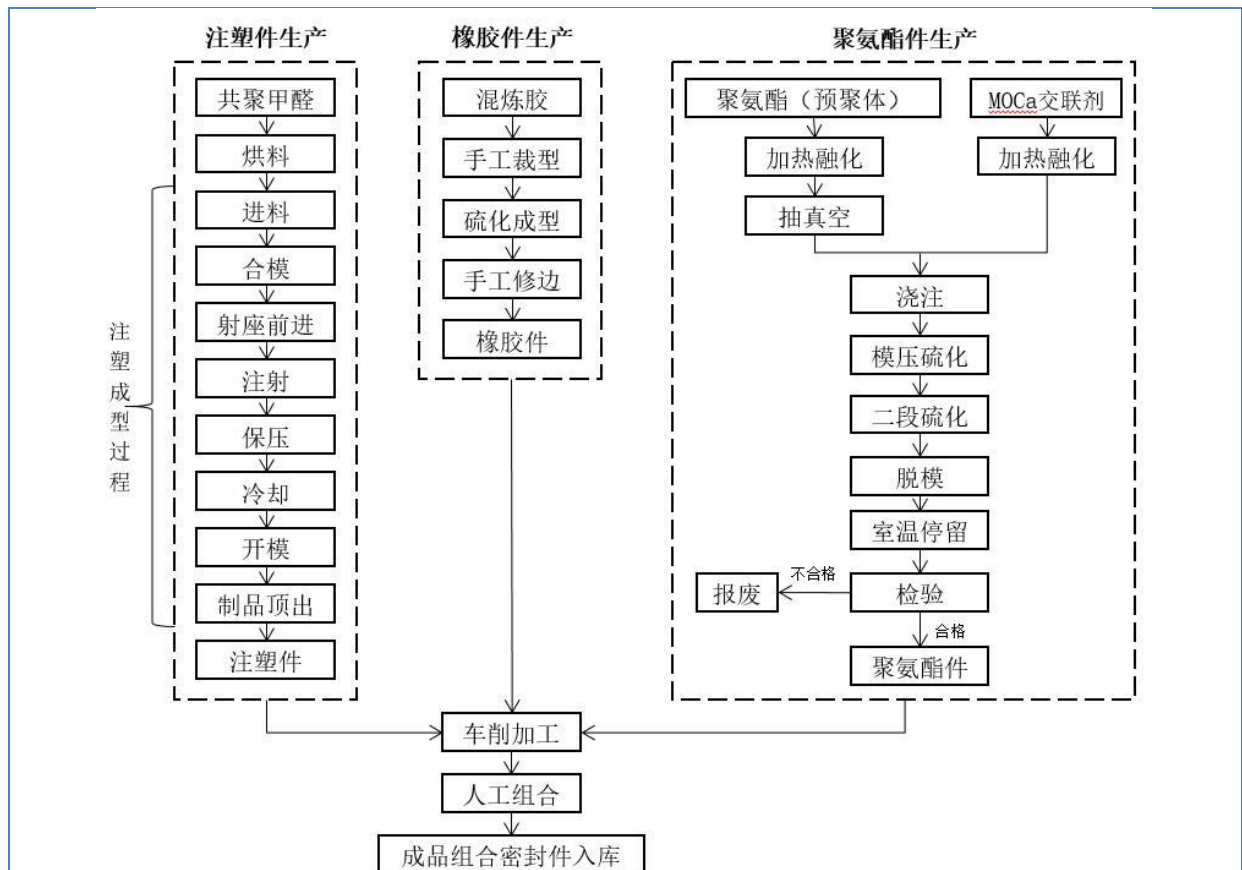 注塑件生产
共聚甲醛
烘料
进料
合模
射座前进
注射
保压
冷却
开模
制品顶出
注塑件
注塑成型过程
橡胶件生产
混炼胶
手工裁型
硫化成型
手工修边
橡胶件
聚氨酯件生产
聚氨酯（预聚体）
MOCa交联剂
加热融化
加热融化
抽真空
浇注
模压硫化
二段硫化
脱模
室温停留
检验
不合格
报废
合格
聚氨酯件
车削加工
人工组合
成品组合密封件入库